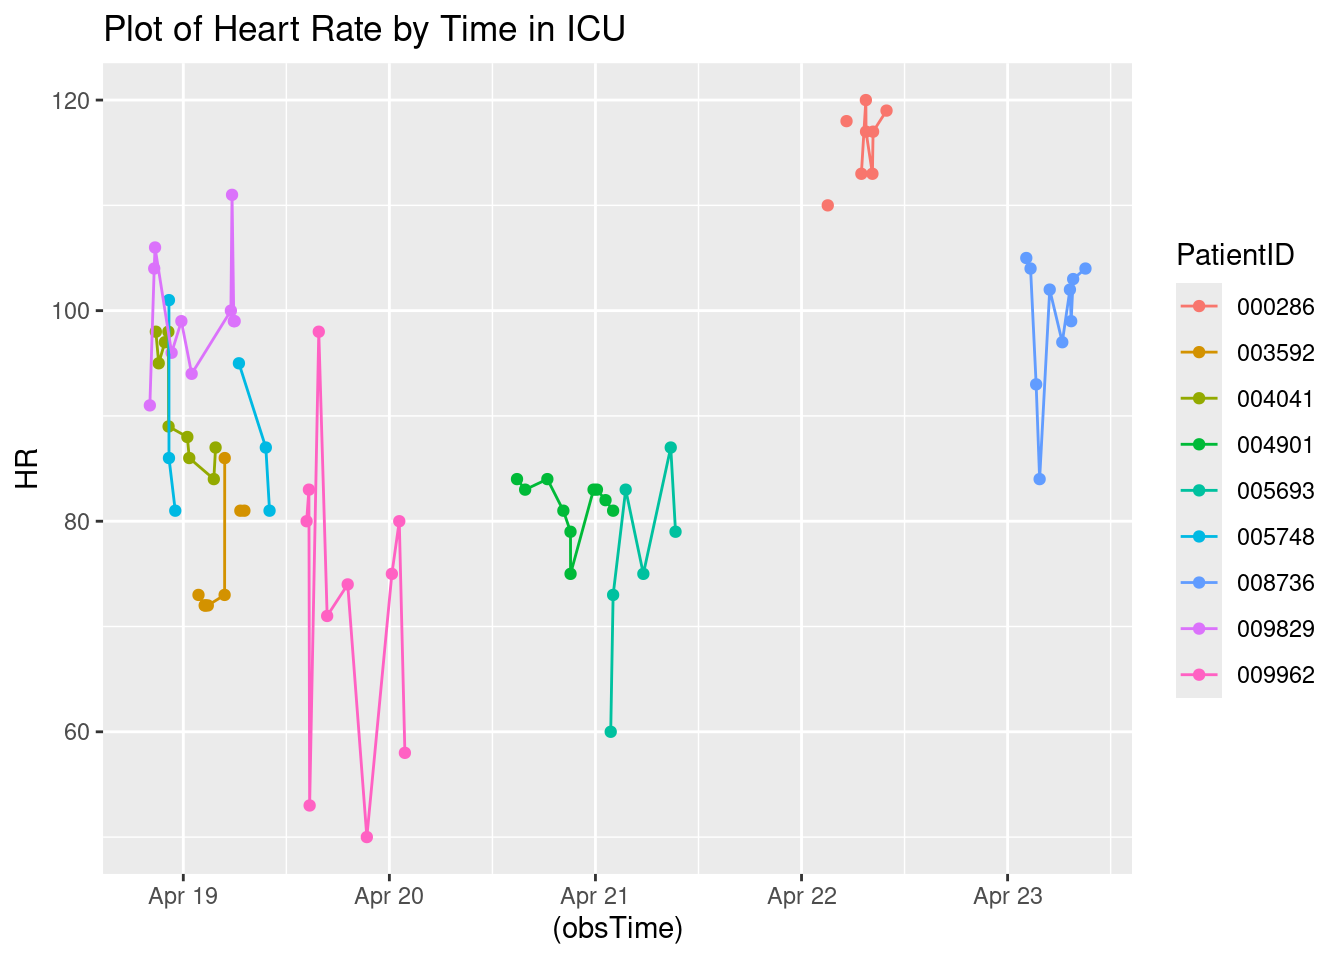 Plot of Heart Rate by Time in ICU
120
100
80
60
HR
Apr 19
Apr 20
Apr 21
Apr 22
Apr 23
(obsTime)
PatientID
000286
003592
004041
004901
005693
005748
008736
009829
009962